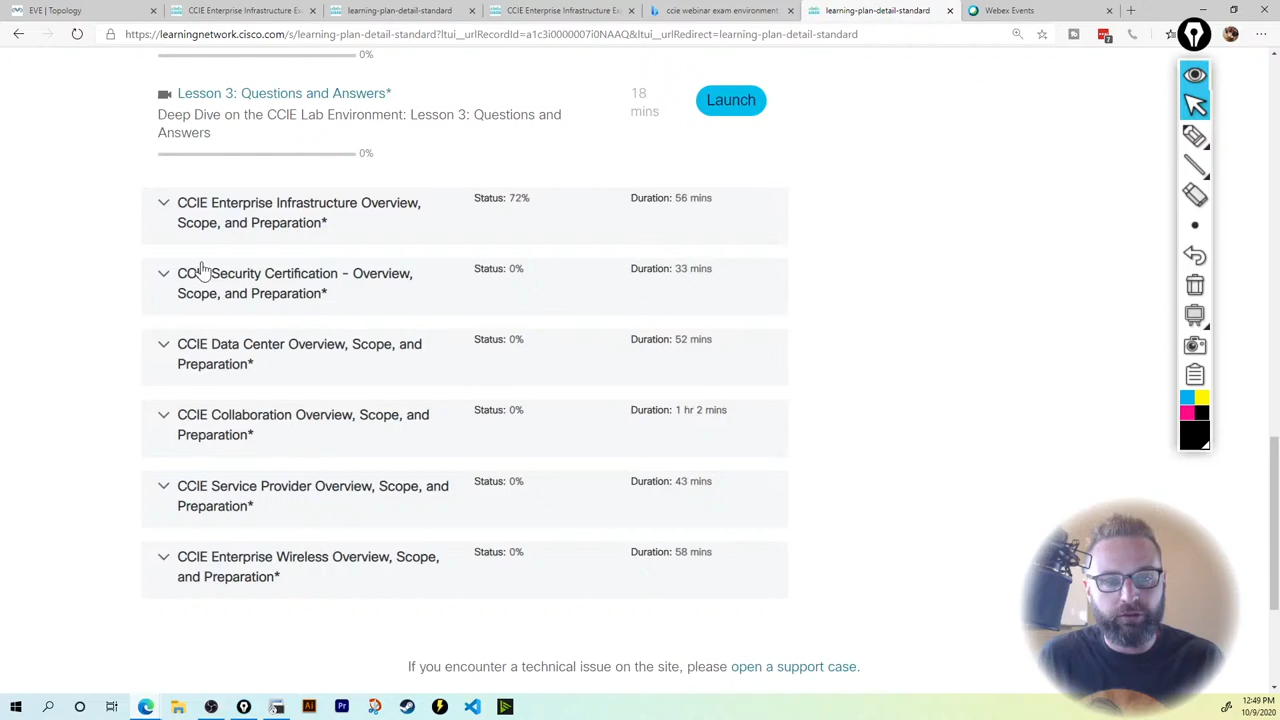 EVE | Topology
CCIE Enterprise Infrastructure Exa
learning-plan-detail-standard
CCIE Enterprise Infrastructure Exa
ccie webinar exam environment
learning-plan-detail-standard
Webex Events
https://learningnetwork.cisco.com/s/learning-plan-detail-standard?ltui__urlRecordId=a1c3i0000007i0NAAQ&ltui__urlRedirect=learning-plan-detail-standard
0%
Lesson 3: Questions and Answers*
18
mins
Launch
Deep Dive on the CCIE Lab Environment: Lesson 3: Questions and
Answers
0%
CCIE Enterprise Infrastructure Overview,
Scope, and Preparation*
Status: 72%
Duration: 56 mins
Security Certification - Overview,
Scope, and Preparation*
Status: 0%
Duration: 33 mins
CCIE Data Center Overview, Scope, and
Preparation*
Status: 0%
Duration: 52 mins
CCIE Collaboration Overview, Scope, and
Preparation*
Status: 0%
Duration: 1 hr 2 mins
CCIE Service Provider Overview, Scope, and
Preparation*
Status: 0%
Duration: 43 mins
CCIE Enterprise Wireless Overview, Scope,
and Preparation*
Status: 0%
Duration: 58 mins
If you encounter a technical issue on the site, please open a support case.
Ai
Pr
12:49 PM
10/9/2020